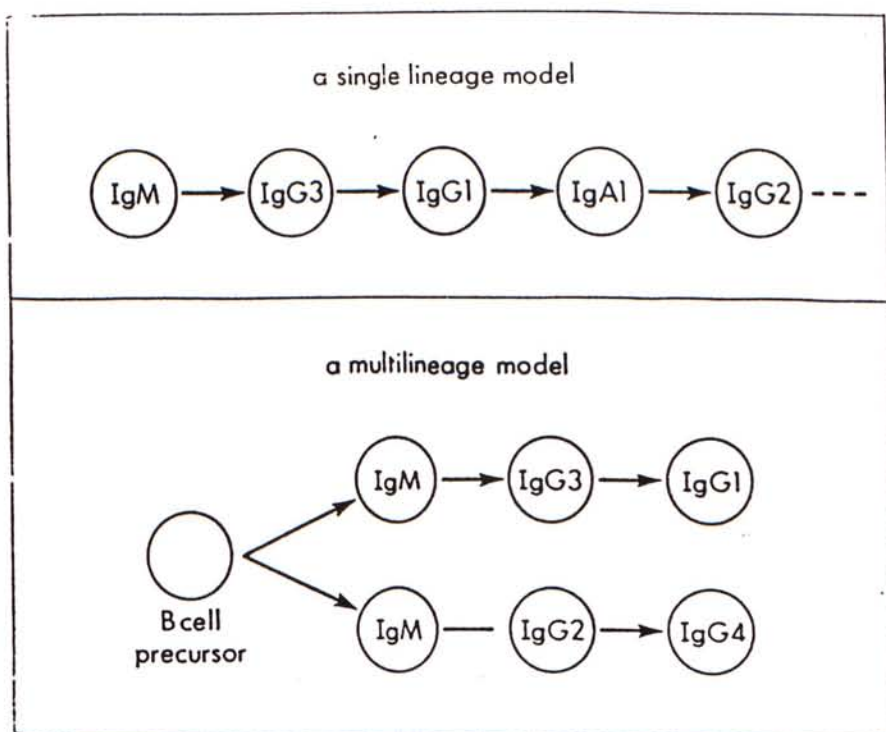 a single lineage model
IgM IgG3 IgG1 IgA1 IgG2
a multilineage model
IgM IgG3 IgG1
B cell
precursor
IgM IgG2 IgG4